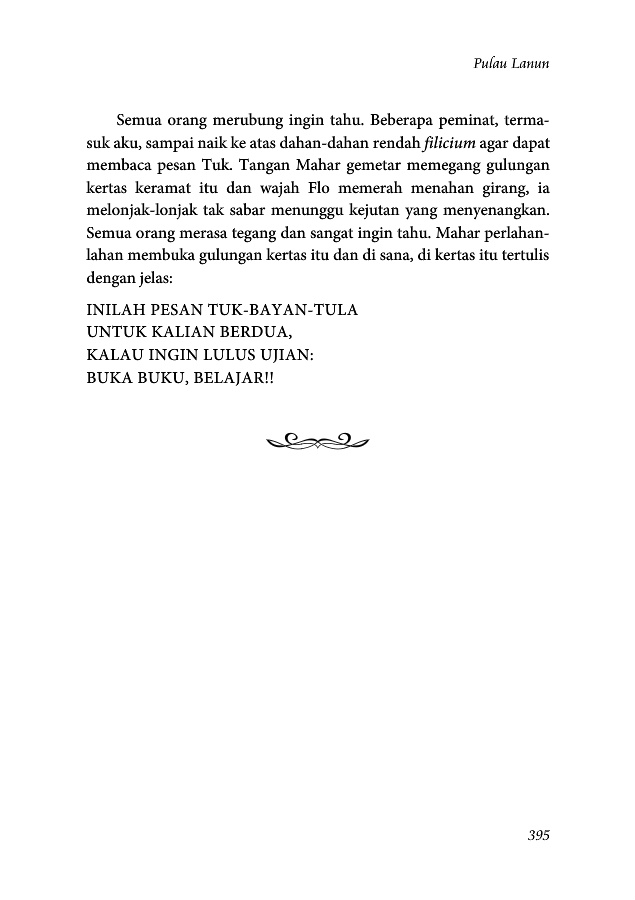 Pulau Lanun
Semua orang merubung ingin tahu. Beberapa peminat, terma-
suk aku, sampai naik ke atas dahan-dahan rendah filicium agar dapat
membaca pesan Tuk. Tangan Mahar gemetar memegang gulungan
kertas keramat itu dan wajah Flo memerah menahan girang, ia
melonjak-lonjak tak sabar menunggu kejutan yang menyenangkan.
Semua orang merasa tegang dan sangat ingin tahu. Mahar perlahan-
lahan membuka gulungan kertas itu dan di sana, di kertas itu tertulis
dengan jelas:
INILAH PESAN TUK-BAYAN-TULA
UNTUK KALIAN BERDUA,
KALAU INGIN LULUS UJIAN:
BUKA BUKU, BELAJAR!!
395